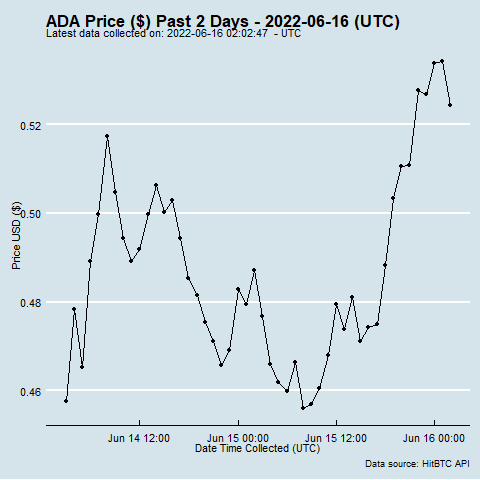 ADA Price ($) Past 2 Days - 2022-06-16 (UTC)
Latest data collected on: 2022-06-16 02:02:47 - UTC
Price USD ($)
0.52
0.50
0.48
0.46
Jun 14 12:00
Jun 15 00:00
Jun 15 12:00
Jun 16 00:00
Date Time Collected (UTC)
Data source: HitBTC API